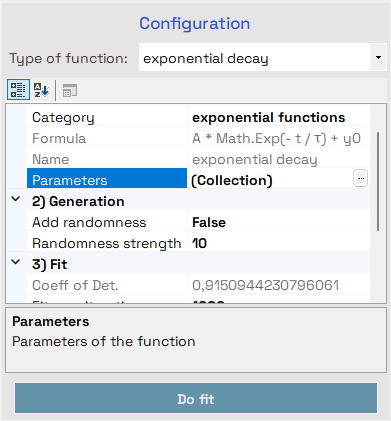 Configuration
Type of function: exponential decay
Category exponential functions
Formula A * Math.Exp(- t / τ) + y0
Name exponential decay
Parameters (Collection) ...
2) Generation
Add randomness False
Randomness strength 10
3) Fit
Coeff of Det. 0,9150944230796061
Parameters
Parameters of the function
Do fit